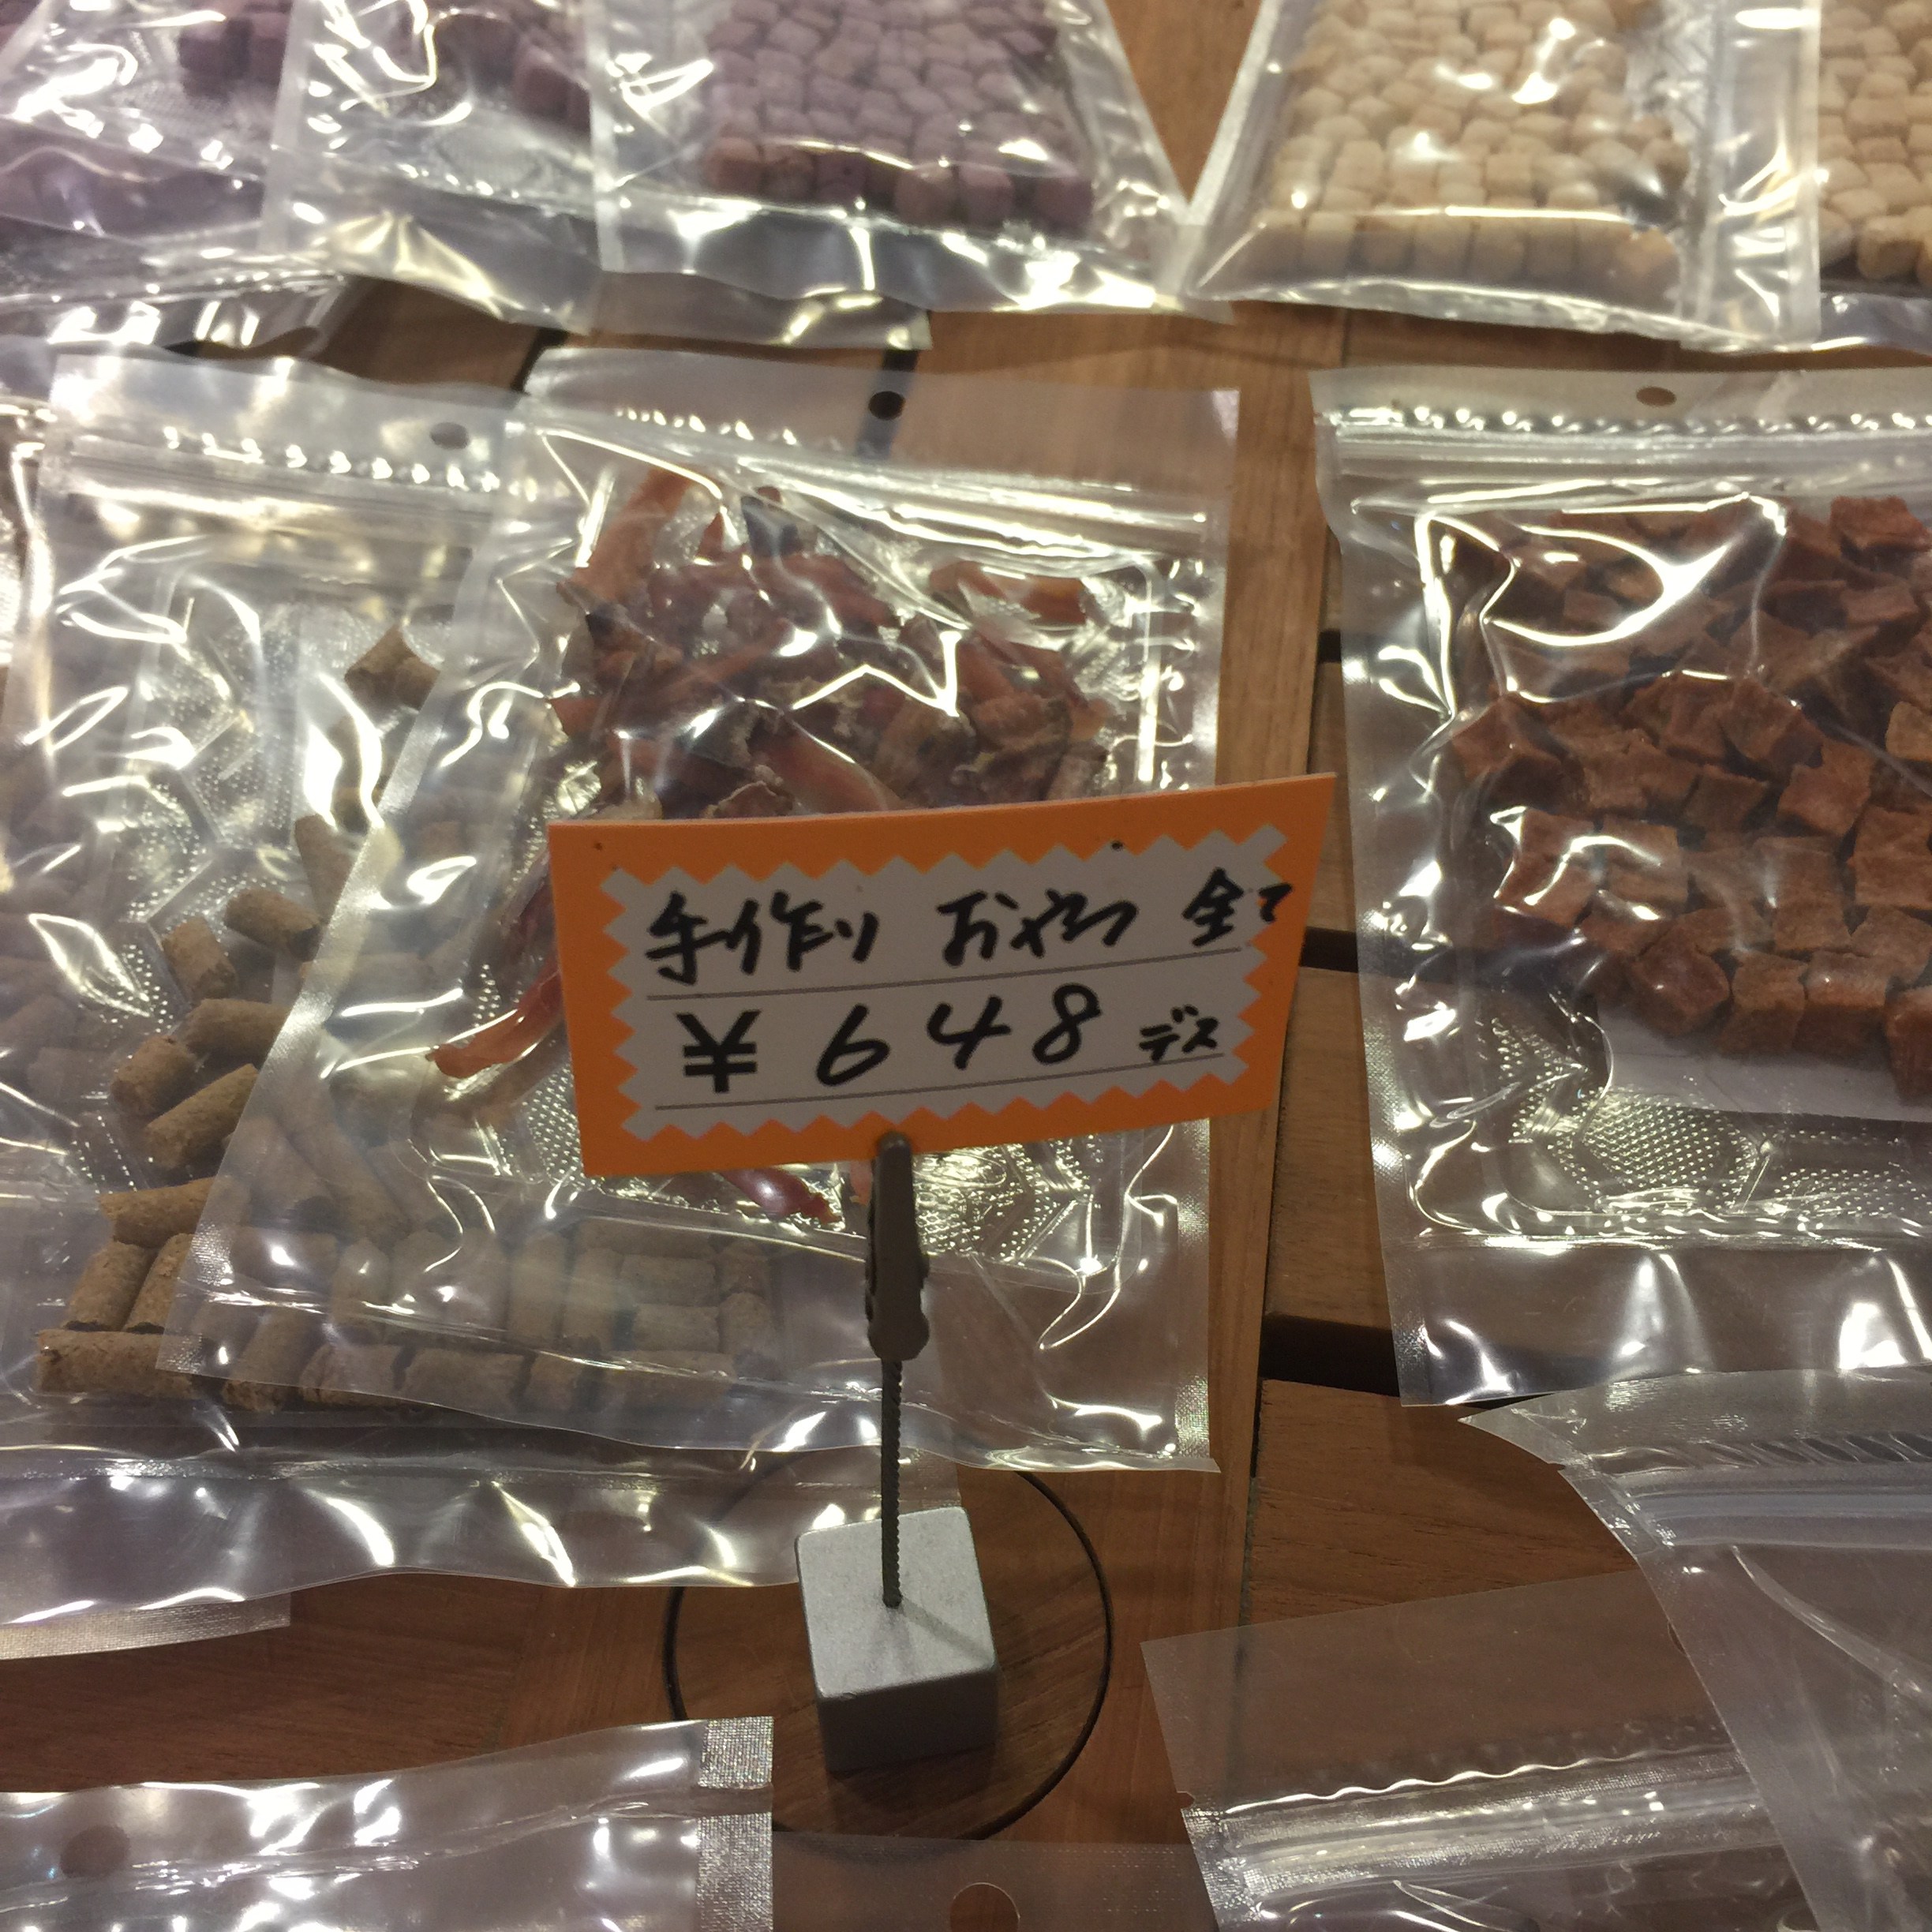 手作り おやつ 全て
¥ 648 デス